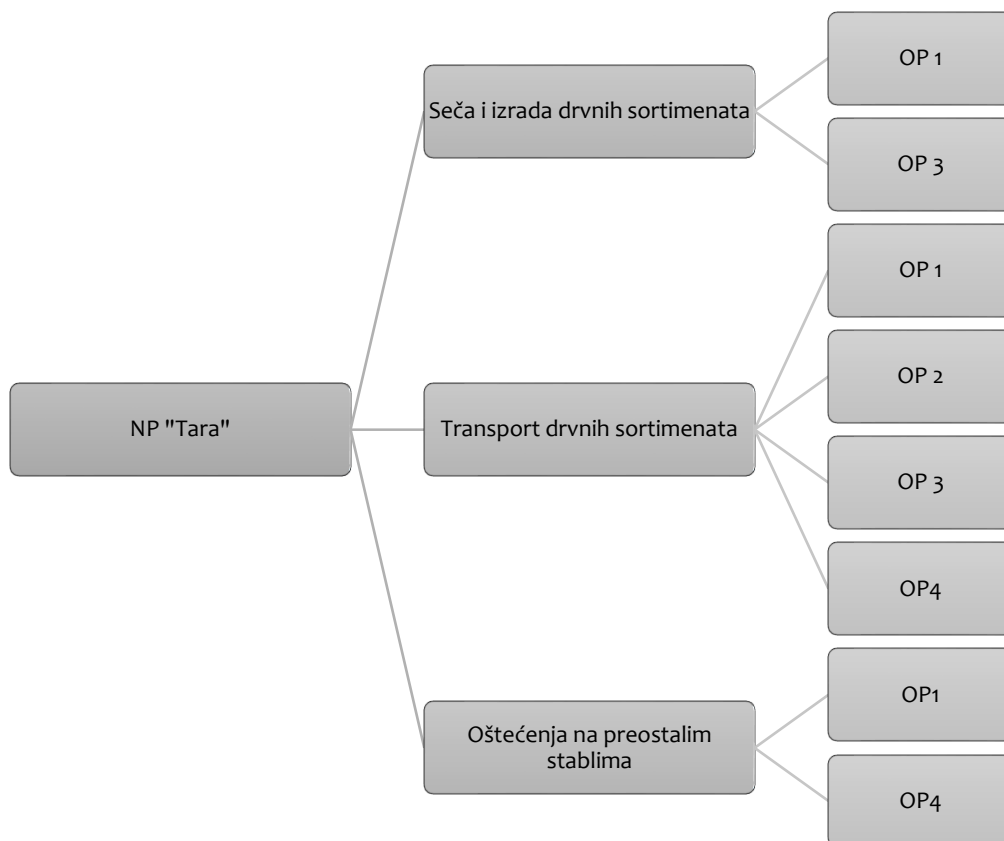 NP "Tara"
Seča i izrada drvnih sortimenata
OP 1
OP 3
Transport drvnih sortimenata
OP 1
OP 2
OP 3
OP4
Oštećenja na preostalim
stablima
OP1
OP4